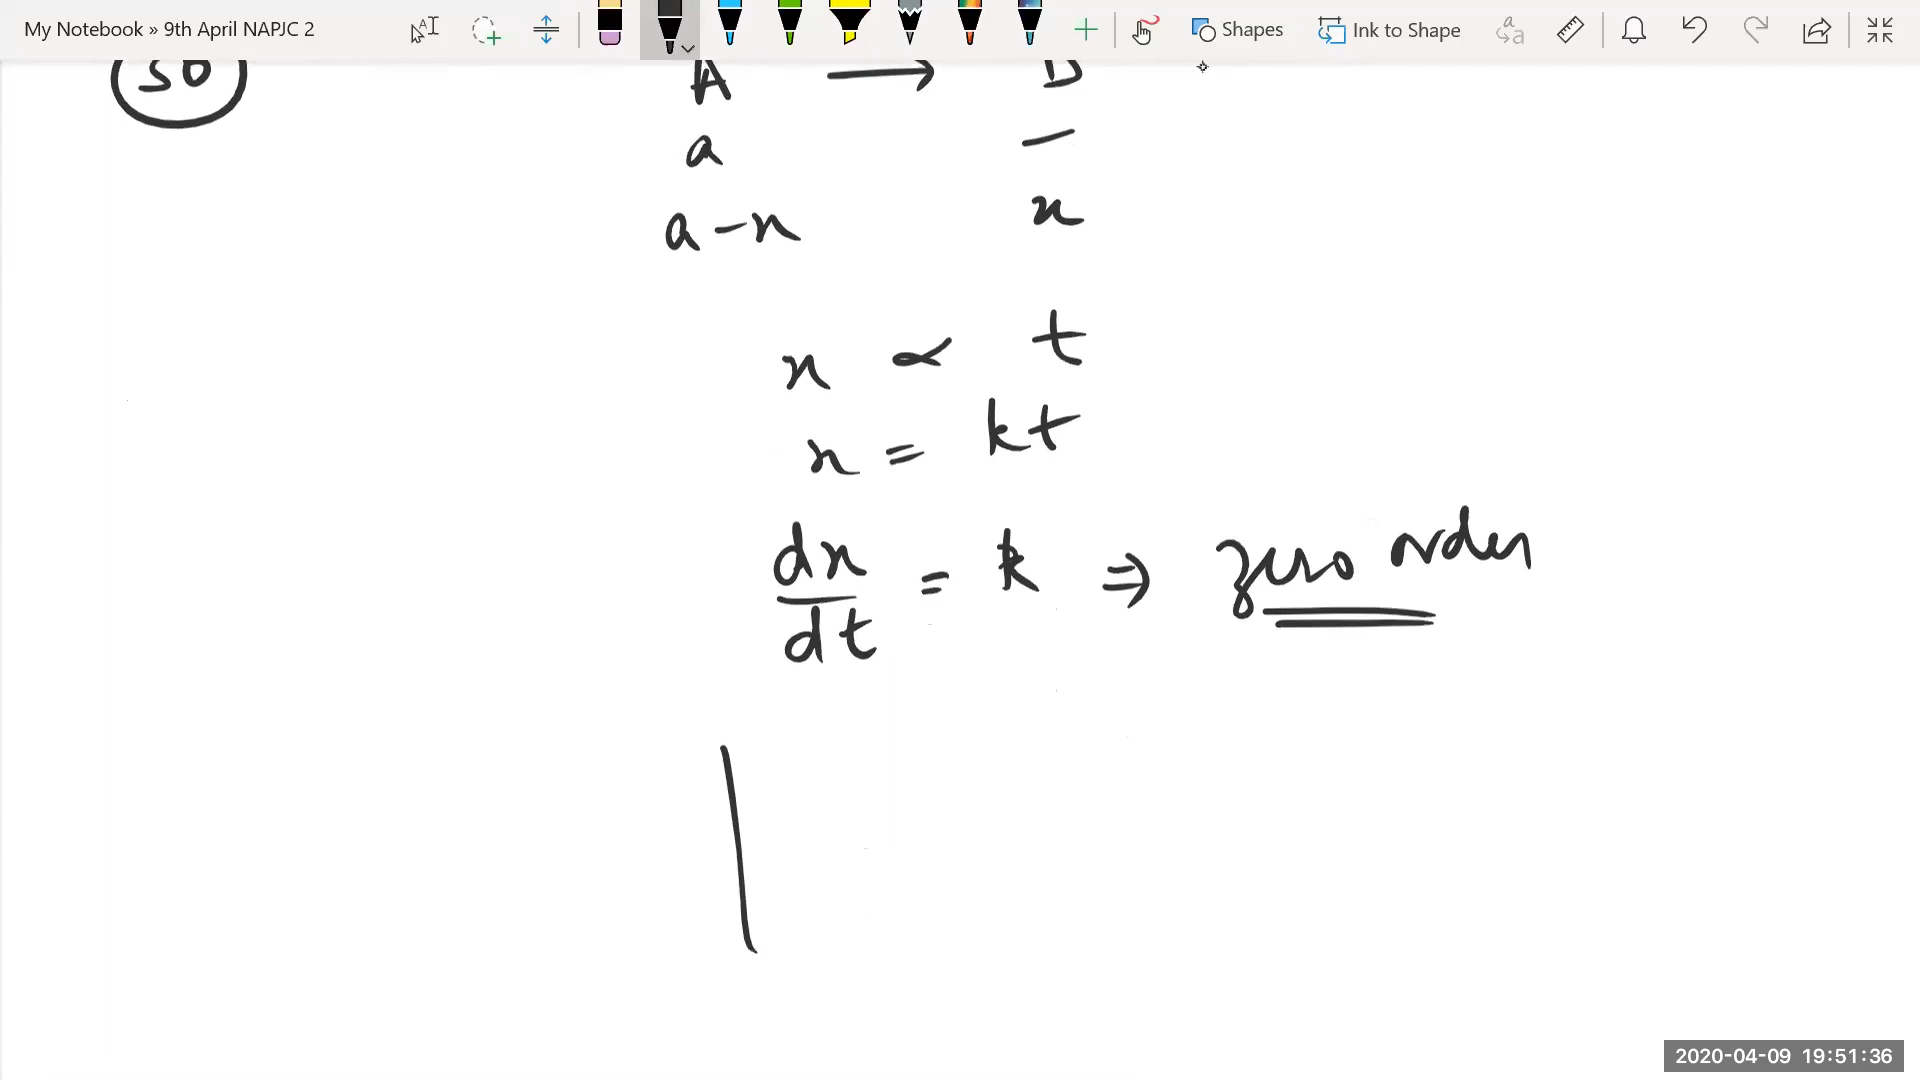 My Notebook » 9th April NAPJC 2
Shapes
Ink to Shape
30
A → B
a —
a-x x
x ∝ t
x = kt
dx/dt = k ⇒ zero order
2020-04-09 19:51:36